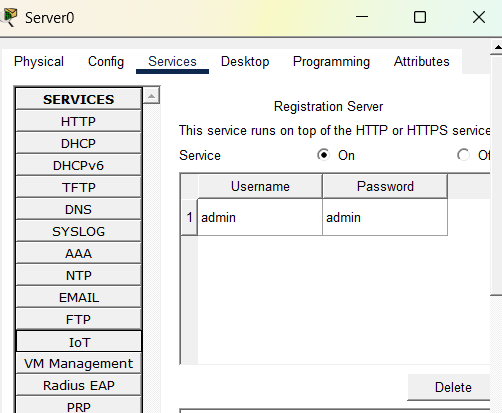 Server0
Physical Config Services Desktop Programming Attributes
SERVICES
HTTP
DHCP
DHCPv6
TFTP
DNS
SYSLOG
AAA
NTP
EMAIL
FTP
IoT
VM Management
Radius EAP
PRP
Registration Server
This service runs on top of the HTTP or HTTPS service
Service On Of
Username Password
1 admin admin
Delete